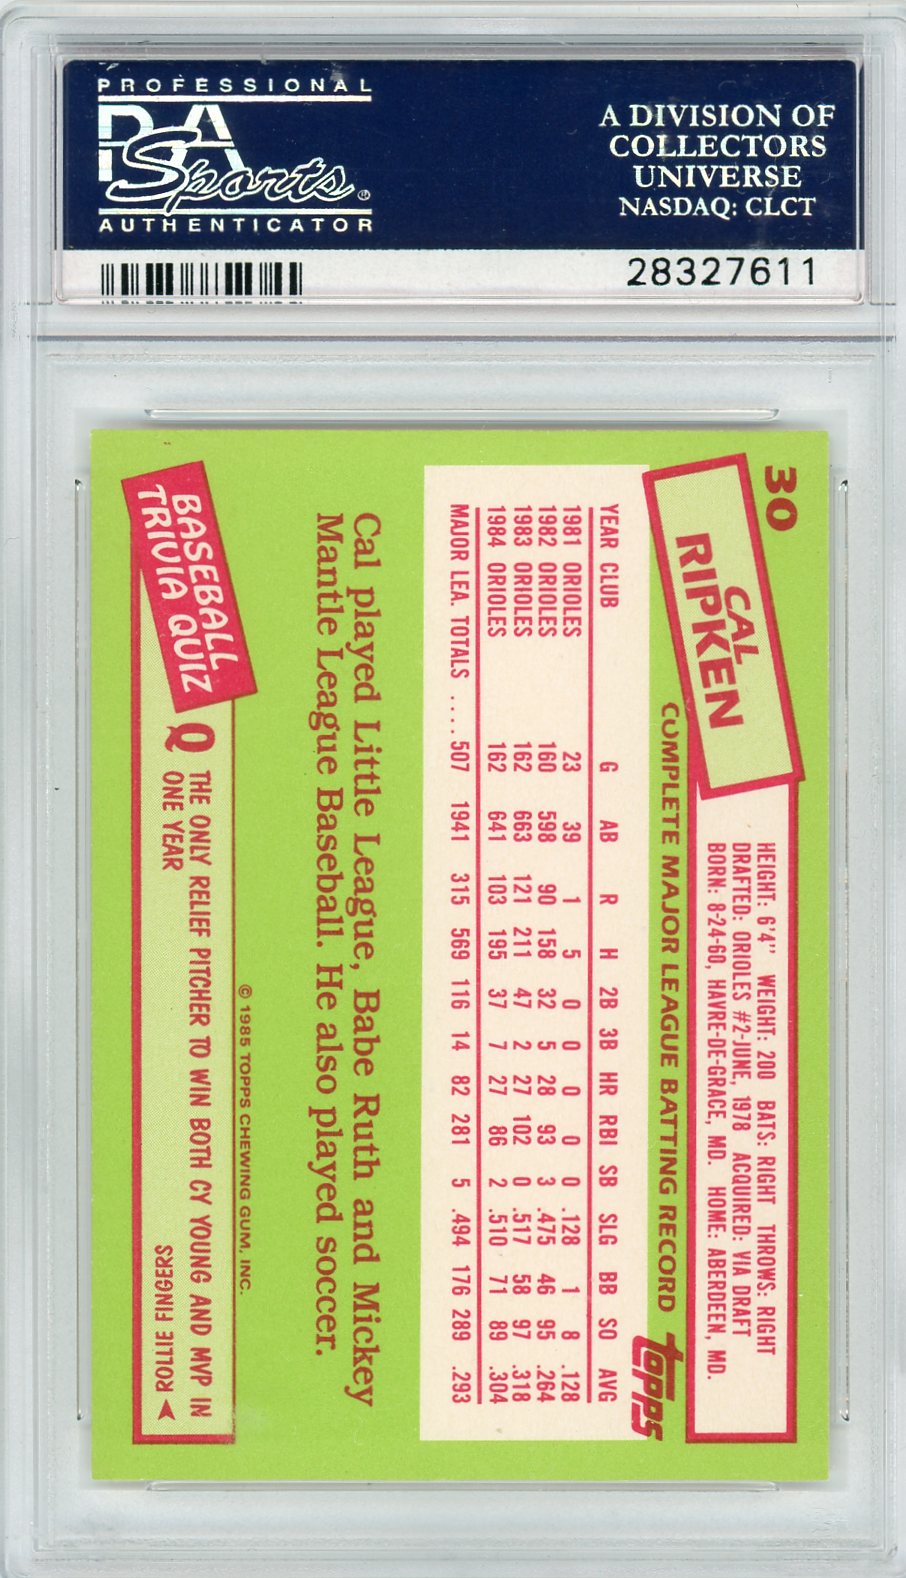 PROFESSIONAL
PSA
Sports®
AUTHENTICATOR
A DIVISION OF
COLLECTORS
UNIVERSE
NASDAQ: CLCT
28327611
30
CAL
RIPKEN
HEIGHT: 6'4" WEIGHT: 200 BATS: RIGHT THROWS: RIGHT
DRAFTED: ORIOLES #2-JUNE, 1978 ACQUIRED: VIA DRAFT
BORN: 8-24-60, HAVRE-DE-GRACE, MD. HOME: ABERDEEN, MD.
COMPLETE MAJOR LEAGUE BATTING RECORD
topps
YEAR CLUB G AB R H 2B 3B HR RBI SB SLG BB SO AVG
1981 ORIOLES 23 39 1 5 0 0 0 0 0 .128 1 8 .128
1982 ORIOLES 160 598 90 158 32 5 28 93 3 .475 46 95 .264
1983 ORIOLES 162 663 121 211 47 2 27 102 0 .517 58 97 .318
1984 ORIOLES 162 641 103 195 37 7 27 86 2 .510 71 89 .304
MAJOR LEA. TOTALS .... 507 1941 315 569 116 14 82 281 5 .494 176 289 .293
Cal played Little League, Babe Ruth and Mickey
Mantle League Baseball. He also played soccer.
© 1985 TOPPS CHEWING GUM, INC.
BASEBALL
TRIVIA QUIZ
Q THE ONLY RELIEF PITCHER TO WIN BOTH CY YOUNG AND MVP IN
ONE YEAR
ROLLIE FINGERS